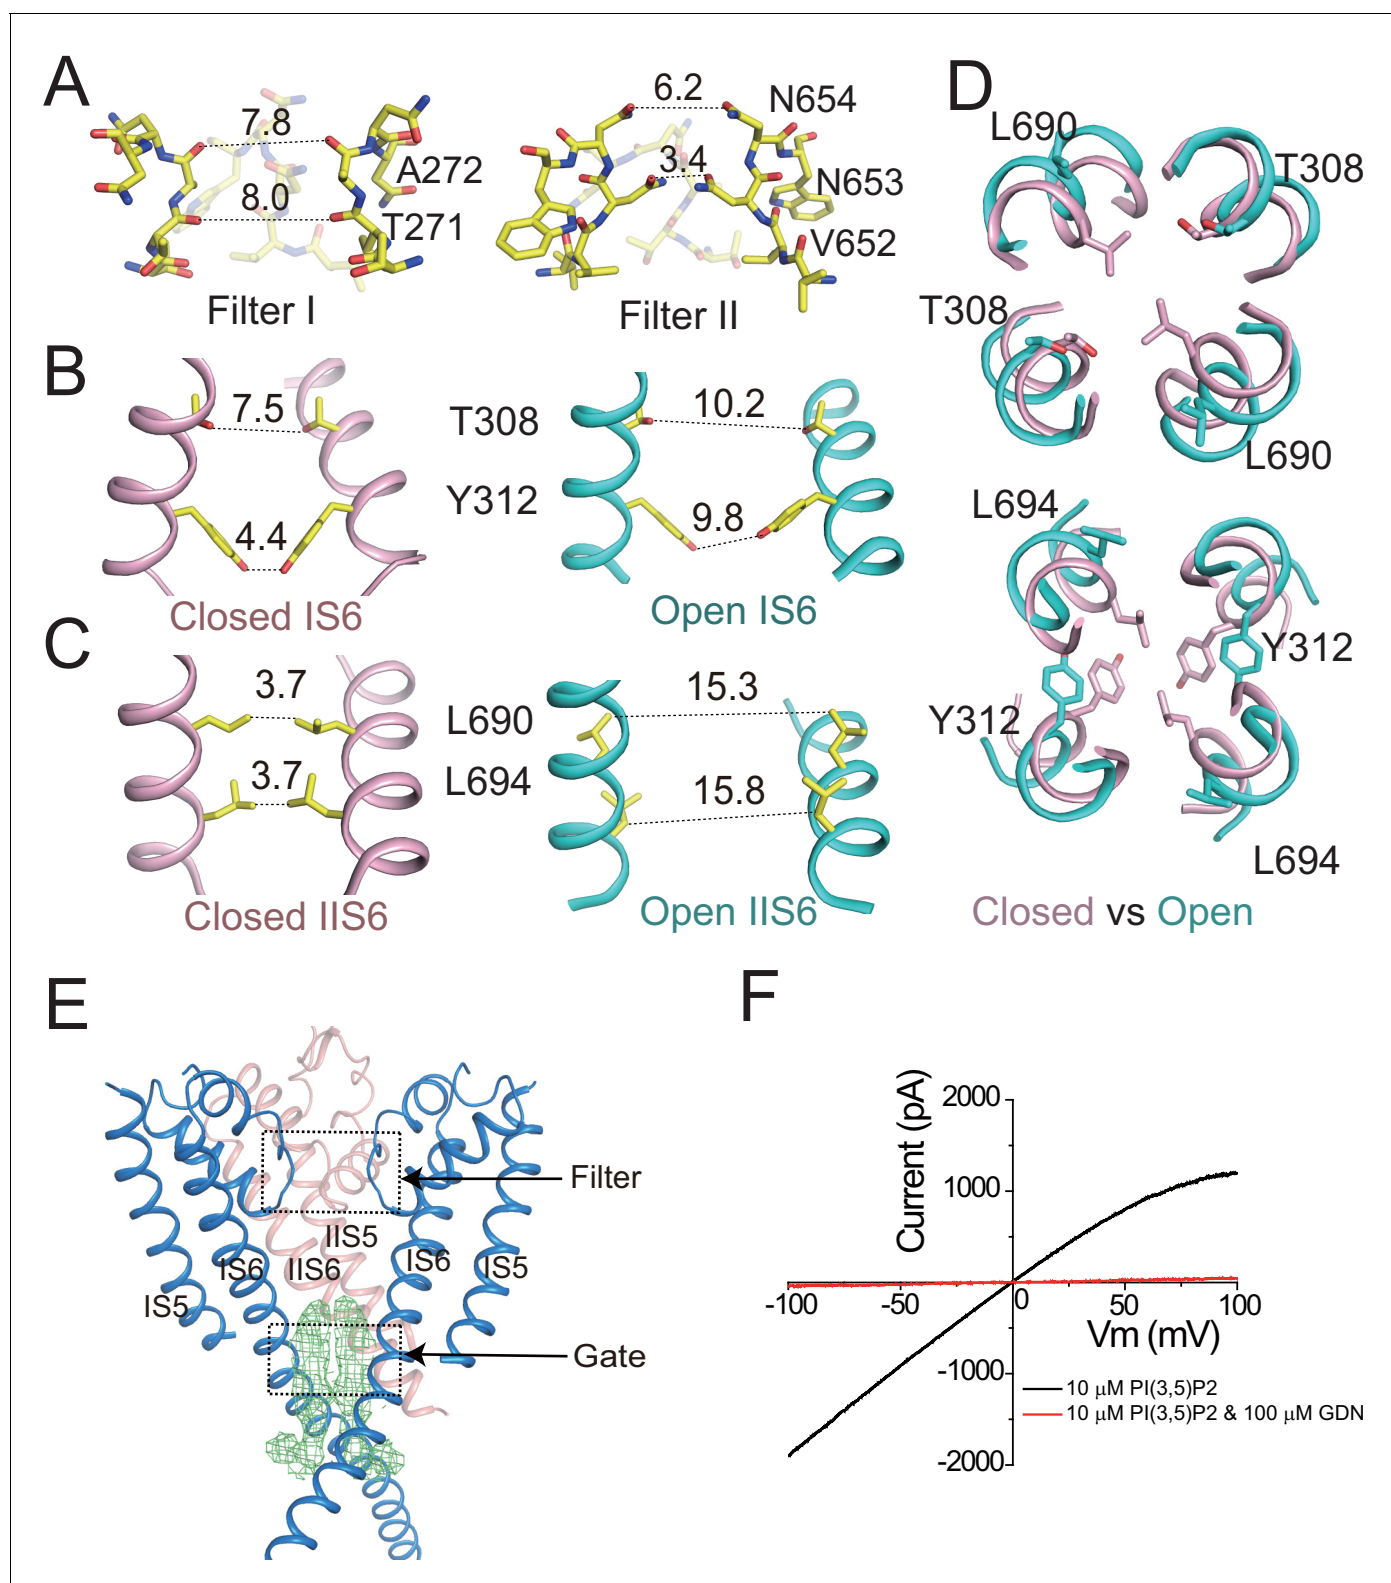 A
7.8
8.0
A272
T271
Filter I
6.2
3.4
N654
N653
V652
Filter II
B
7.5
4.4
Closed IS6
T308
Y312
10.2
9.8
Open IS6
C
3.7
3.7
Closed IIS6
L690
L694
15.3
15.8
Open IIS6
D
L690
T308
T308
L690
L694
Y312
Y312
L694
Closed vs Open
E
Filter
IIS5
IS6
IIS6
IS6
IS5
IS5
Gate
F
Current (pA)
2000
1000
-100
-50
0
50
100
Vm (mV)
-1000
-2000
10 µM PI(3,5)P2
10 µM PI(3,5)P2 & 100 µM GDN